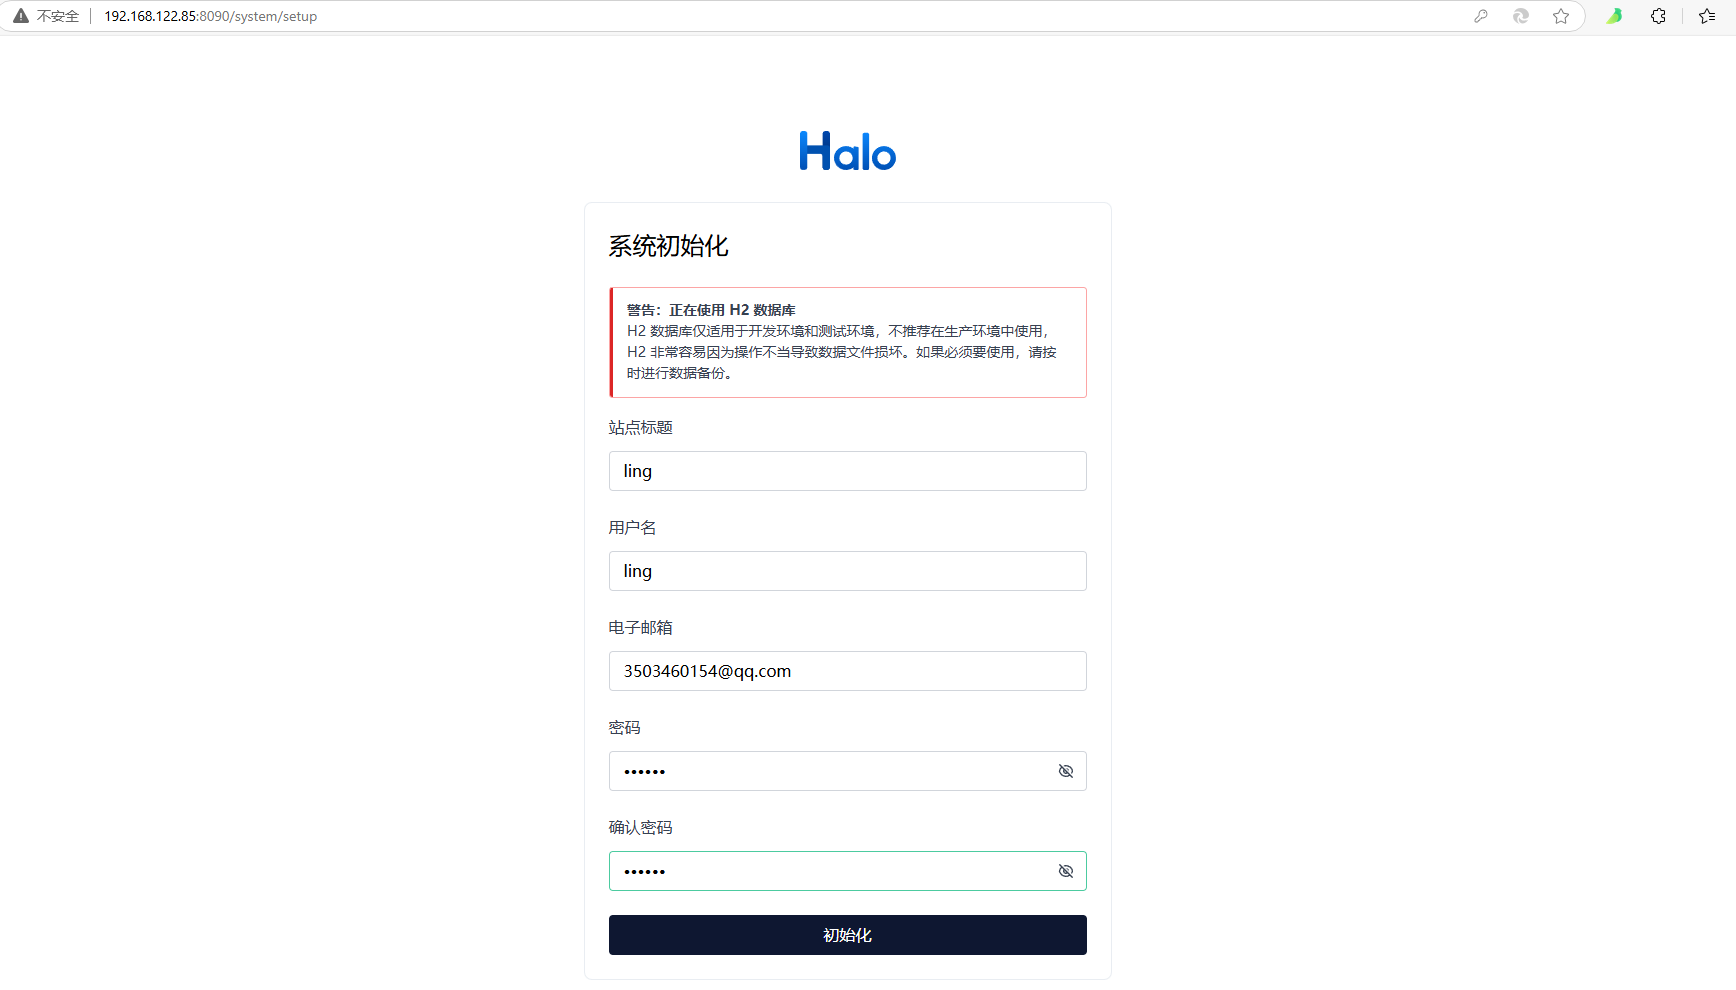 不安全
192.168.122.85:8090/system/setup
Halo
系统初始化
警告：正在使用 H2 数据库
H2 数据库仅适用于开发环境和测试环境，不推荐在生产环境中使用，
H2 非常容易因为操作不当导致数据文件损坏。如果必须要使用，请按
时进行数据备份。
站点标题
ling
用户名
ling
电子邮箱
3503460154@qq.com
密码
••••••
确认密码
••••••
初始化